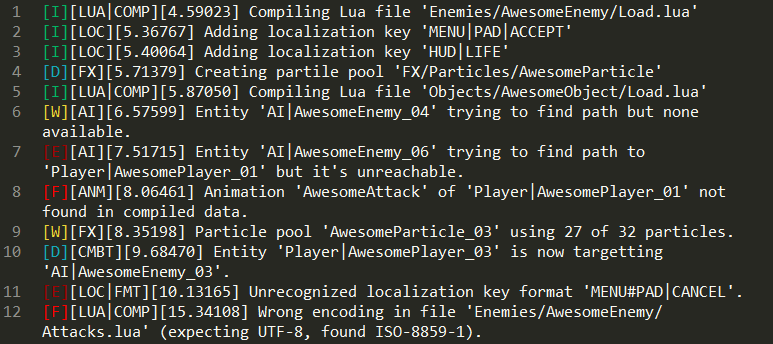 1 [I][LUA|COMP][4.59023] Compiling Lua file 'Enemies/AwesomeEnemy/Load.lua'
2 [I][LOC][5.36767] Adding localization key 'MENU|PAD|ACCEPT'
3 [I][LOC][5.40064] Adding localization key 'HUD|LIFE'
4 [D][FX][5.71379] Creating partile pool 'FX/Particles/AwesomeParticle'
5 [I][LUA|COMP][5.87050] Compiling Lua file 'Objects/AwesomeObject/Load.lua'
6 [W][AI][6.57599] Entity 'AI|AwesomeEnemy_04' trying to find path but none
available.
7 [E][AI][7.51715] Entity 'AI|AwesomeEnemy_06' trying to find path to
'Player|AwesomePlayer_01' but it's unreachable.
8 [F][ANM][8.06461] Animation 'AwesomeAttack' of 'Player|AwesomePlayer_01' not
found in compiled data.
9 [W][FX][8.35198] Particle pool 'AwesomeParticle_03' using 27 of 32 particles.
10 [D][CMBT][9.68470] Entity 'Player|AwesomePlayer_03' is now targetting
'AI|AwesomeEnemy_03'.
11 [E][LOC|FMT][10.13165] Unrecognized localization key format 'MENU#PAD|CANCEL'.
12 [F][LUA|COMP][15.34108] Wrong encoding in file 'Enemies/AwesomeEnemy/
Attacks.lua' (expecting UTF-8, found ISO-8859-1).